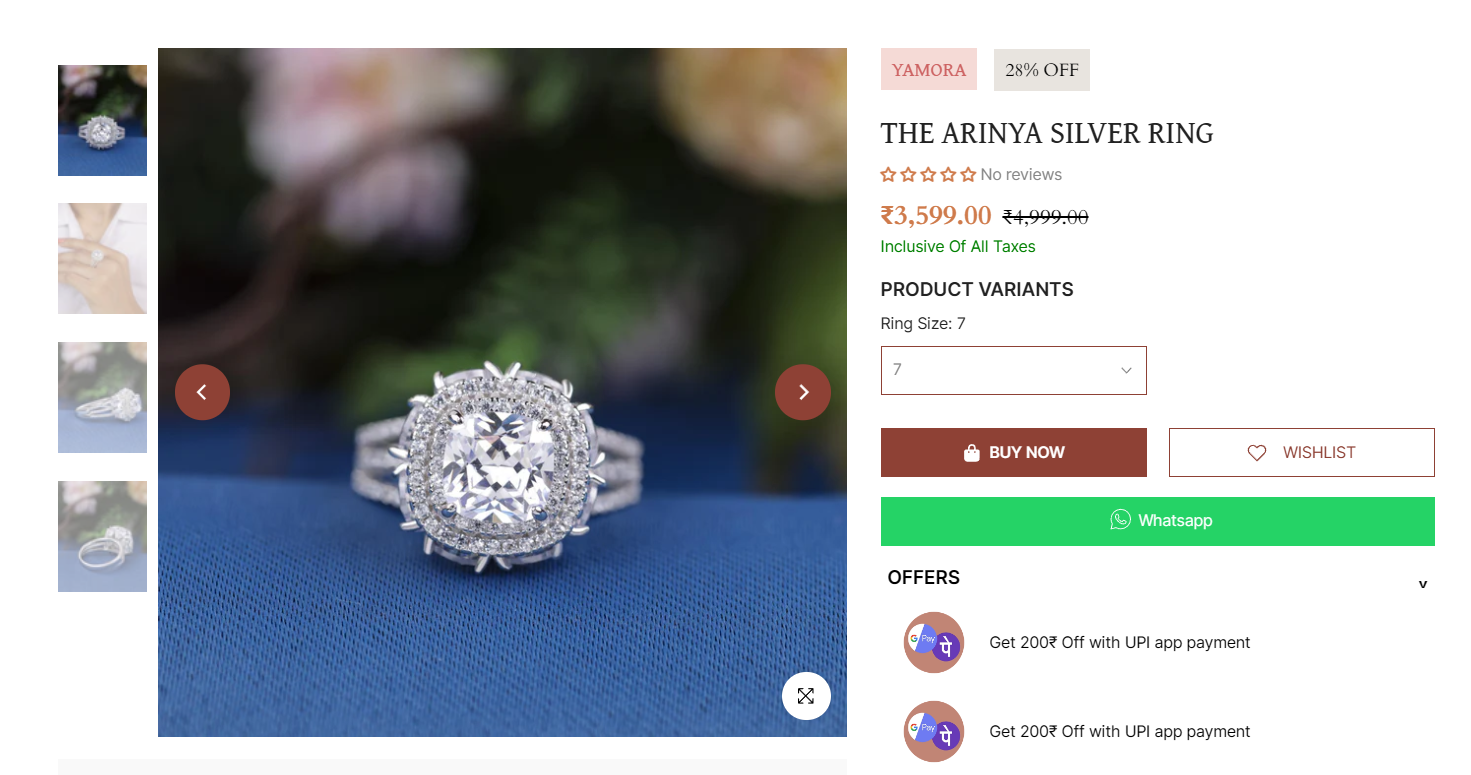 YAMORA
28% OFF
THE ARINYA SILVER RING
No reviews
₹3,599.00 ₹4,999.00
Inclusive Of All Taxes
PRODUCT VARIANTS
Ring Size: 7
7
BUY NOW
WISHLIST
Whatsapp
OFFERS
v
G Pay पे
Get 200₹ Off with UPI app payment
G Pay पे
Get 200₹ Off with UPI app payment